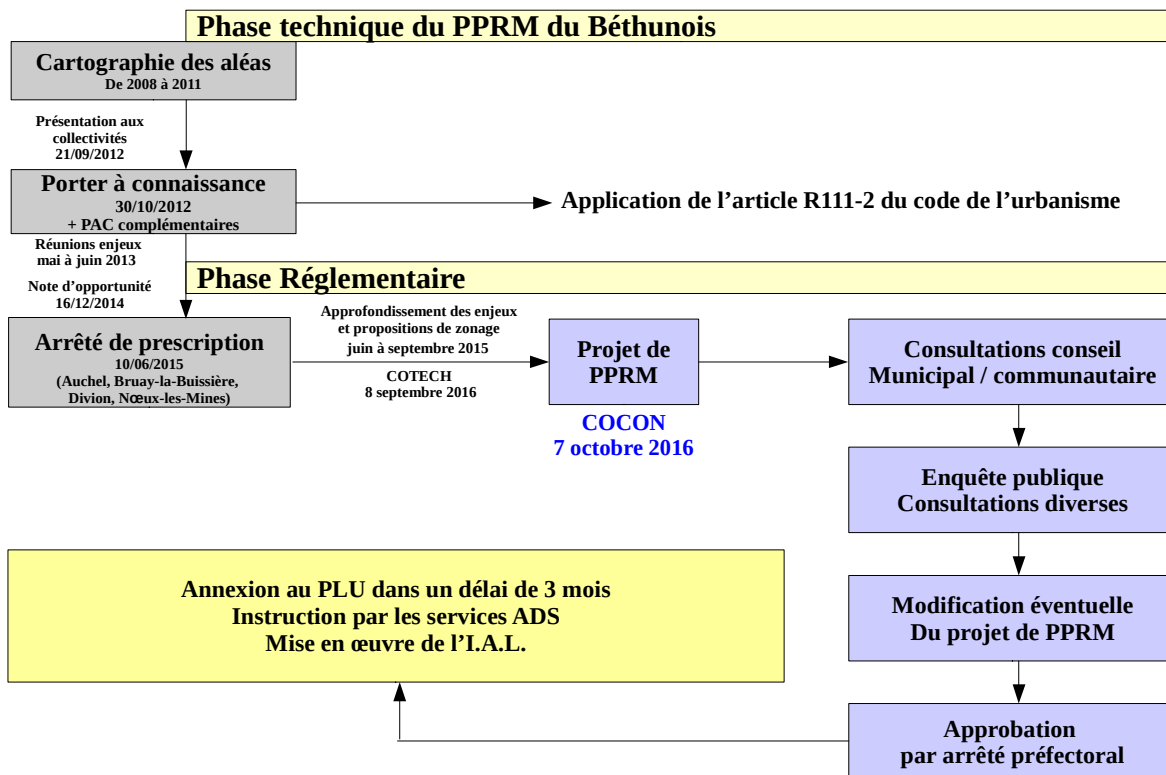 Phase technique du PPRM du Béthunois
Cartographie des aléas
De 2008 à 2011
Présentation aux
collectivités
21/09/2012
Porter à connaissance
30/10/2012
+ PAC complémentaires
Application de l’article R111-2 du code de l’urbanisme
Réunions enjeux
mai à juin 2013
Note d’opportunité
16/12/2014
Phase Réglementaire
Arrêté de prescription
10/06/2015
(Auchel, Bruay-la-Buissière,
Divion, Nœux-les-Mines)
Approfondissement des enjeux
et propositions de zonage
juin à septembre 2015
COTECH
8 septembre 2016
Projet de
PPRM
COCON
7 octobre 2016
Consultations conseil
Municipal / communautaire
Enquête publique
Consultations diverses
Modification éventuelle
Du projet de PPRM
Approbation
par arrêté préfectoral
Annexion au PLU dans un délai de 3 mois
Instruction par les services ADS
Mise en œuvre de l’I.A.L.